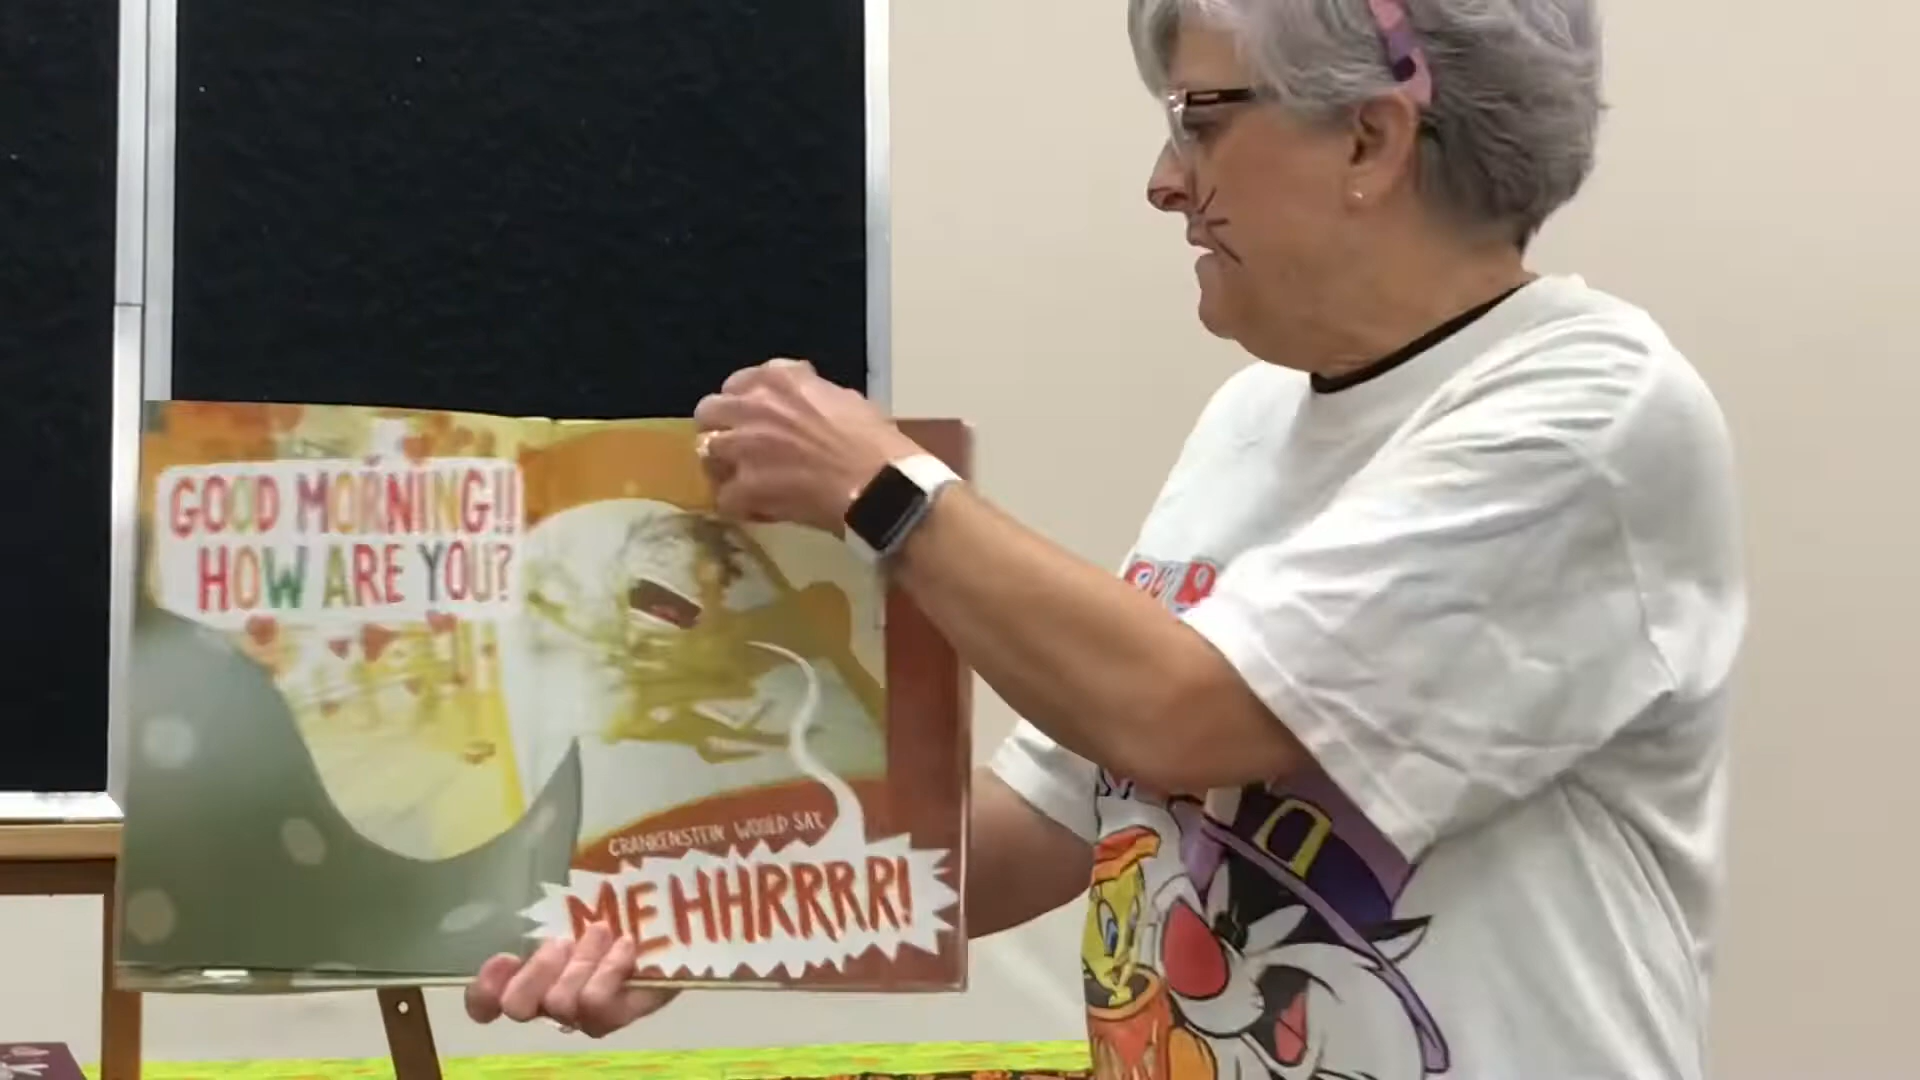 GOOD MORNING!!
HOW ARE YOU?
CRANKENSTEIN WOULD SAY,
MEHHRRRR!